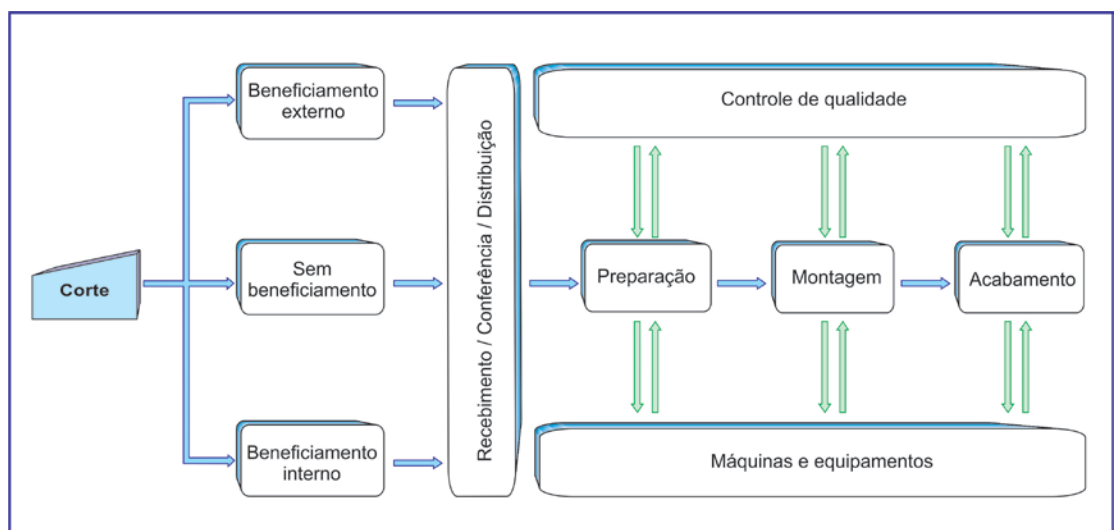 Corte
Beneficiamento
externo
Sem
beneficiamento
Beneficiamento
interno
Recebimento / Conferência / Distribuição
Controle de qualidade
Preparação
Montagem
Acabamento
Máquinas e equipamentos